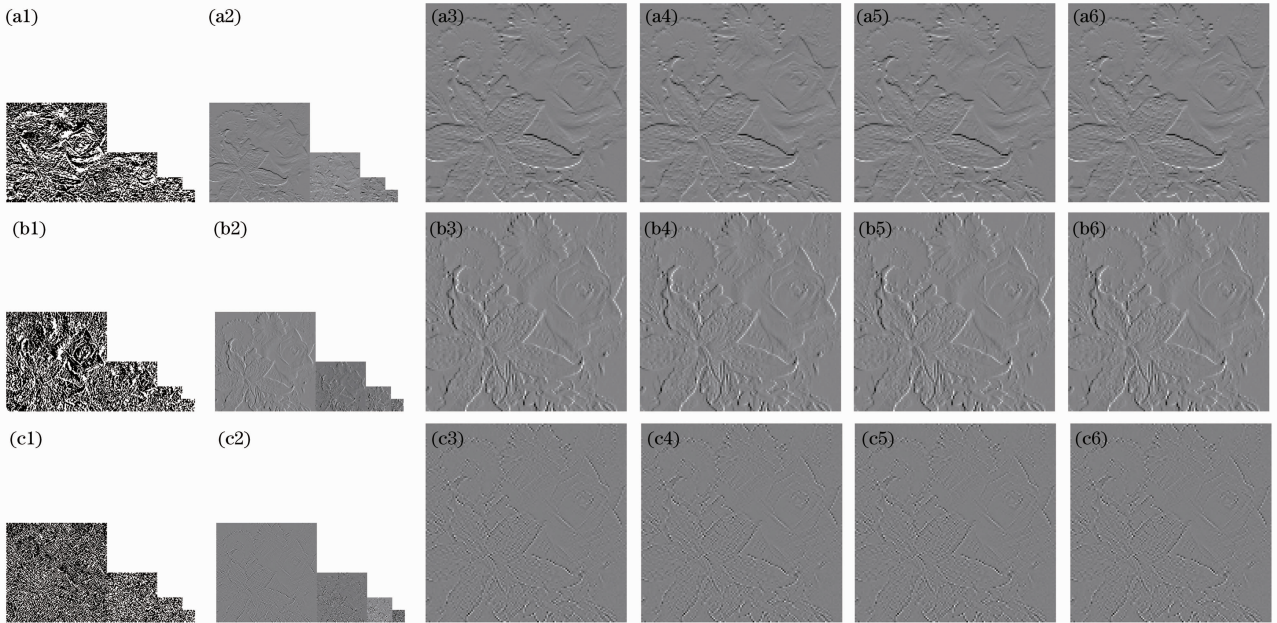 (a1) (a2) (a3) (a4) (a5) (a6)
(b1) (b2) (b3) (b4) (b5) (b6)
(c1) (c2) (c3) (c4) (c5) (c6)